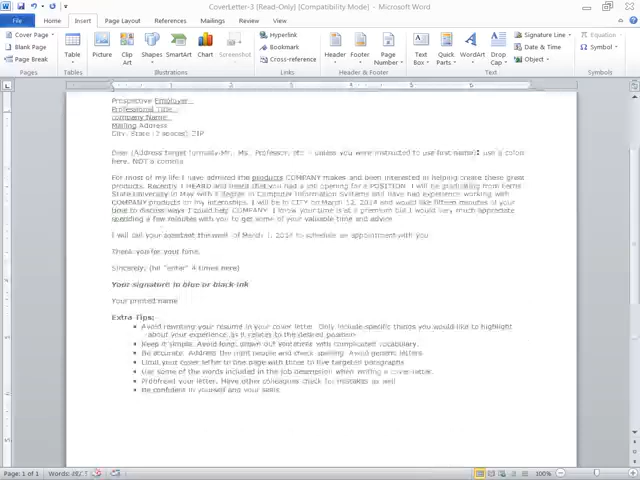 CoverLetter-3 [Read-Only] [Compatibility Mode] - Microsoft Word
File Home Insert Page Layout References Mailings Review View
Cover Page
Blank Page
Page Break
Pages
Table
Tables
Picture Clip Art Shapes SmartArt Chart Screenshot
Illustrations
Hyperlink
Bookmark
Cross-reference
Links
Header Footer Page Number
Header & Footer
Text Box Quick Parts WordArt Drop Cap
Signature Line
Date & Time
Object
Text
Equation
Symbol
Symbols
Prospective Employer
Professional Title
Company Name
Mailing Address
City, State (2 spaces) ZIP
Dear (Address target formally-Mr., Ms. Professor, etc. - unless you were instructed to use first name): use a colon
here, NOT a comma
For most of my life I have admired the products COMPANY makes and been interested in helping create these great
products. Recently, I HEARD and heard that you had a still opening for a POSITION. I will be graduating from Ferris
State University in May with a Degree in Computer Information Systems and have had experience working with
COMPANY products on my internships. I will be in CITY on March 12, 2014 and would like fifteen minutes of your
time to discuss ways I could help COMPANY. I know your time is at a premium but I would very much appreciate
spending a few minutes with you to get some of your valuable time and advice
I will call your assistant the week of March 1, 2014 to schedule an appointment with you
Thank you for your time,
Sincerely, (hit "enter" 4 times here)
Your signature in blue or black ink
Your printed name
Extra Tips:
Avoid rewriting your resume in your cover letter. Only include specific things you would like to highlight
about your experience as it relates to the desired position
Keep it simple. Avoid long, drawn out sentences with complicated vocabulary.
Be accurate. Address the right people and check spelling. Avoid generic letters
Limit your cover letter to one page with three to five targeted paragraphs
Use some of the words included in the job description when writing a cover letter.
Proofread your letter. Have other colleagues check for mistakes as well
Be confident in yourself and your skills
Page: 1 of 1 Words: 100%